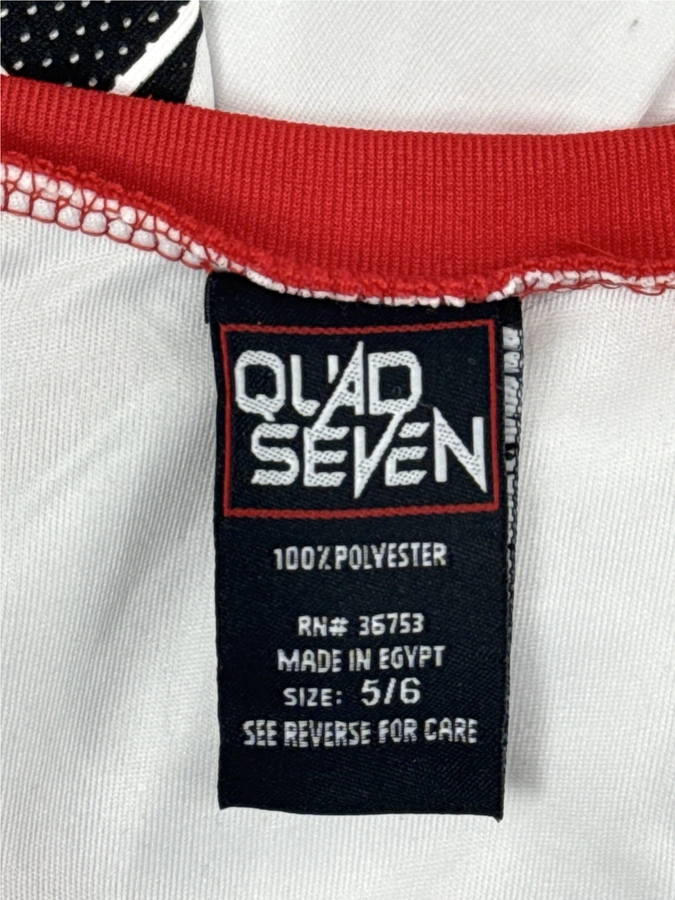 QUAD
SEVEN
100% POLYESTER
RN# 36753
MADE IN EGYPT
SIZE: 5/6
SEE REVERSE FOR CARE